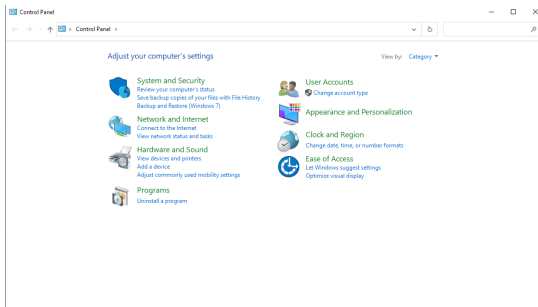 Control Panel
Control Panel
Adjust your computer's settings
View by: Category
System and Security
Review your computer's status
Save backup copies of your files with File History
Backup and Restore (Windows 7)
Network and Internet
Connect to the Internet
View network status and tasks
Hardware and Sound
View devices and printers
Add a device
Adjust commonly used mobility settings
Programs
Uninstall a program
User Accounts
Change account type
Appearance and Personalization
Clock and Region
Change date, time, or number formats
Ease of Access
Let Windows suggest settings
Optimize visual display